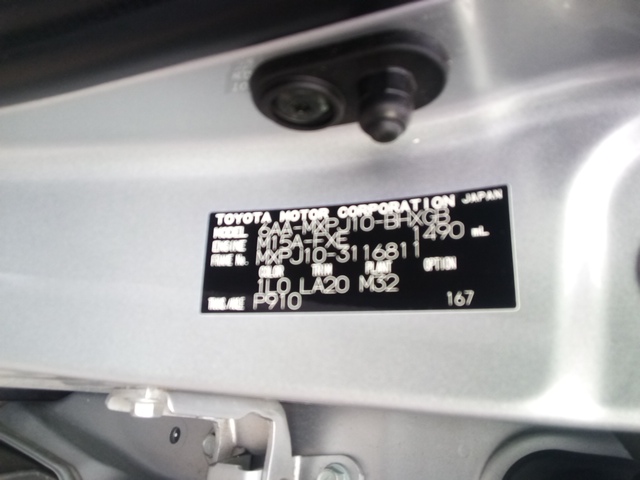 TOYOTA MOTOR CORPORATION JAPAN
MODEL 6AA-MXPJ10-BHXGB
ENGINE M15A-FXE 1490 mL
FRAME No. MXPJ10-3116811
COLOR TRIM PLANT OPTION
1L0 LA20 M32
TRANS./AXLE P910 167